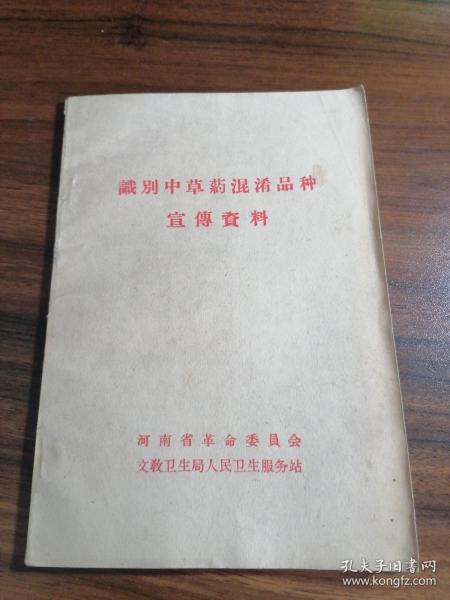 識别中草葯混淆品种
宣傳資料
河南省革命委員会
文教卫生局人民卫生服务站
孔夫子旧书网
www.kongfz.com